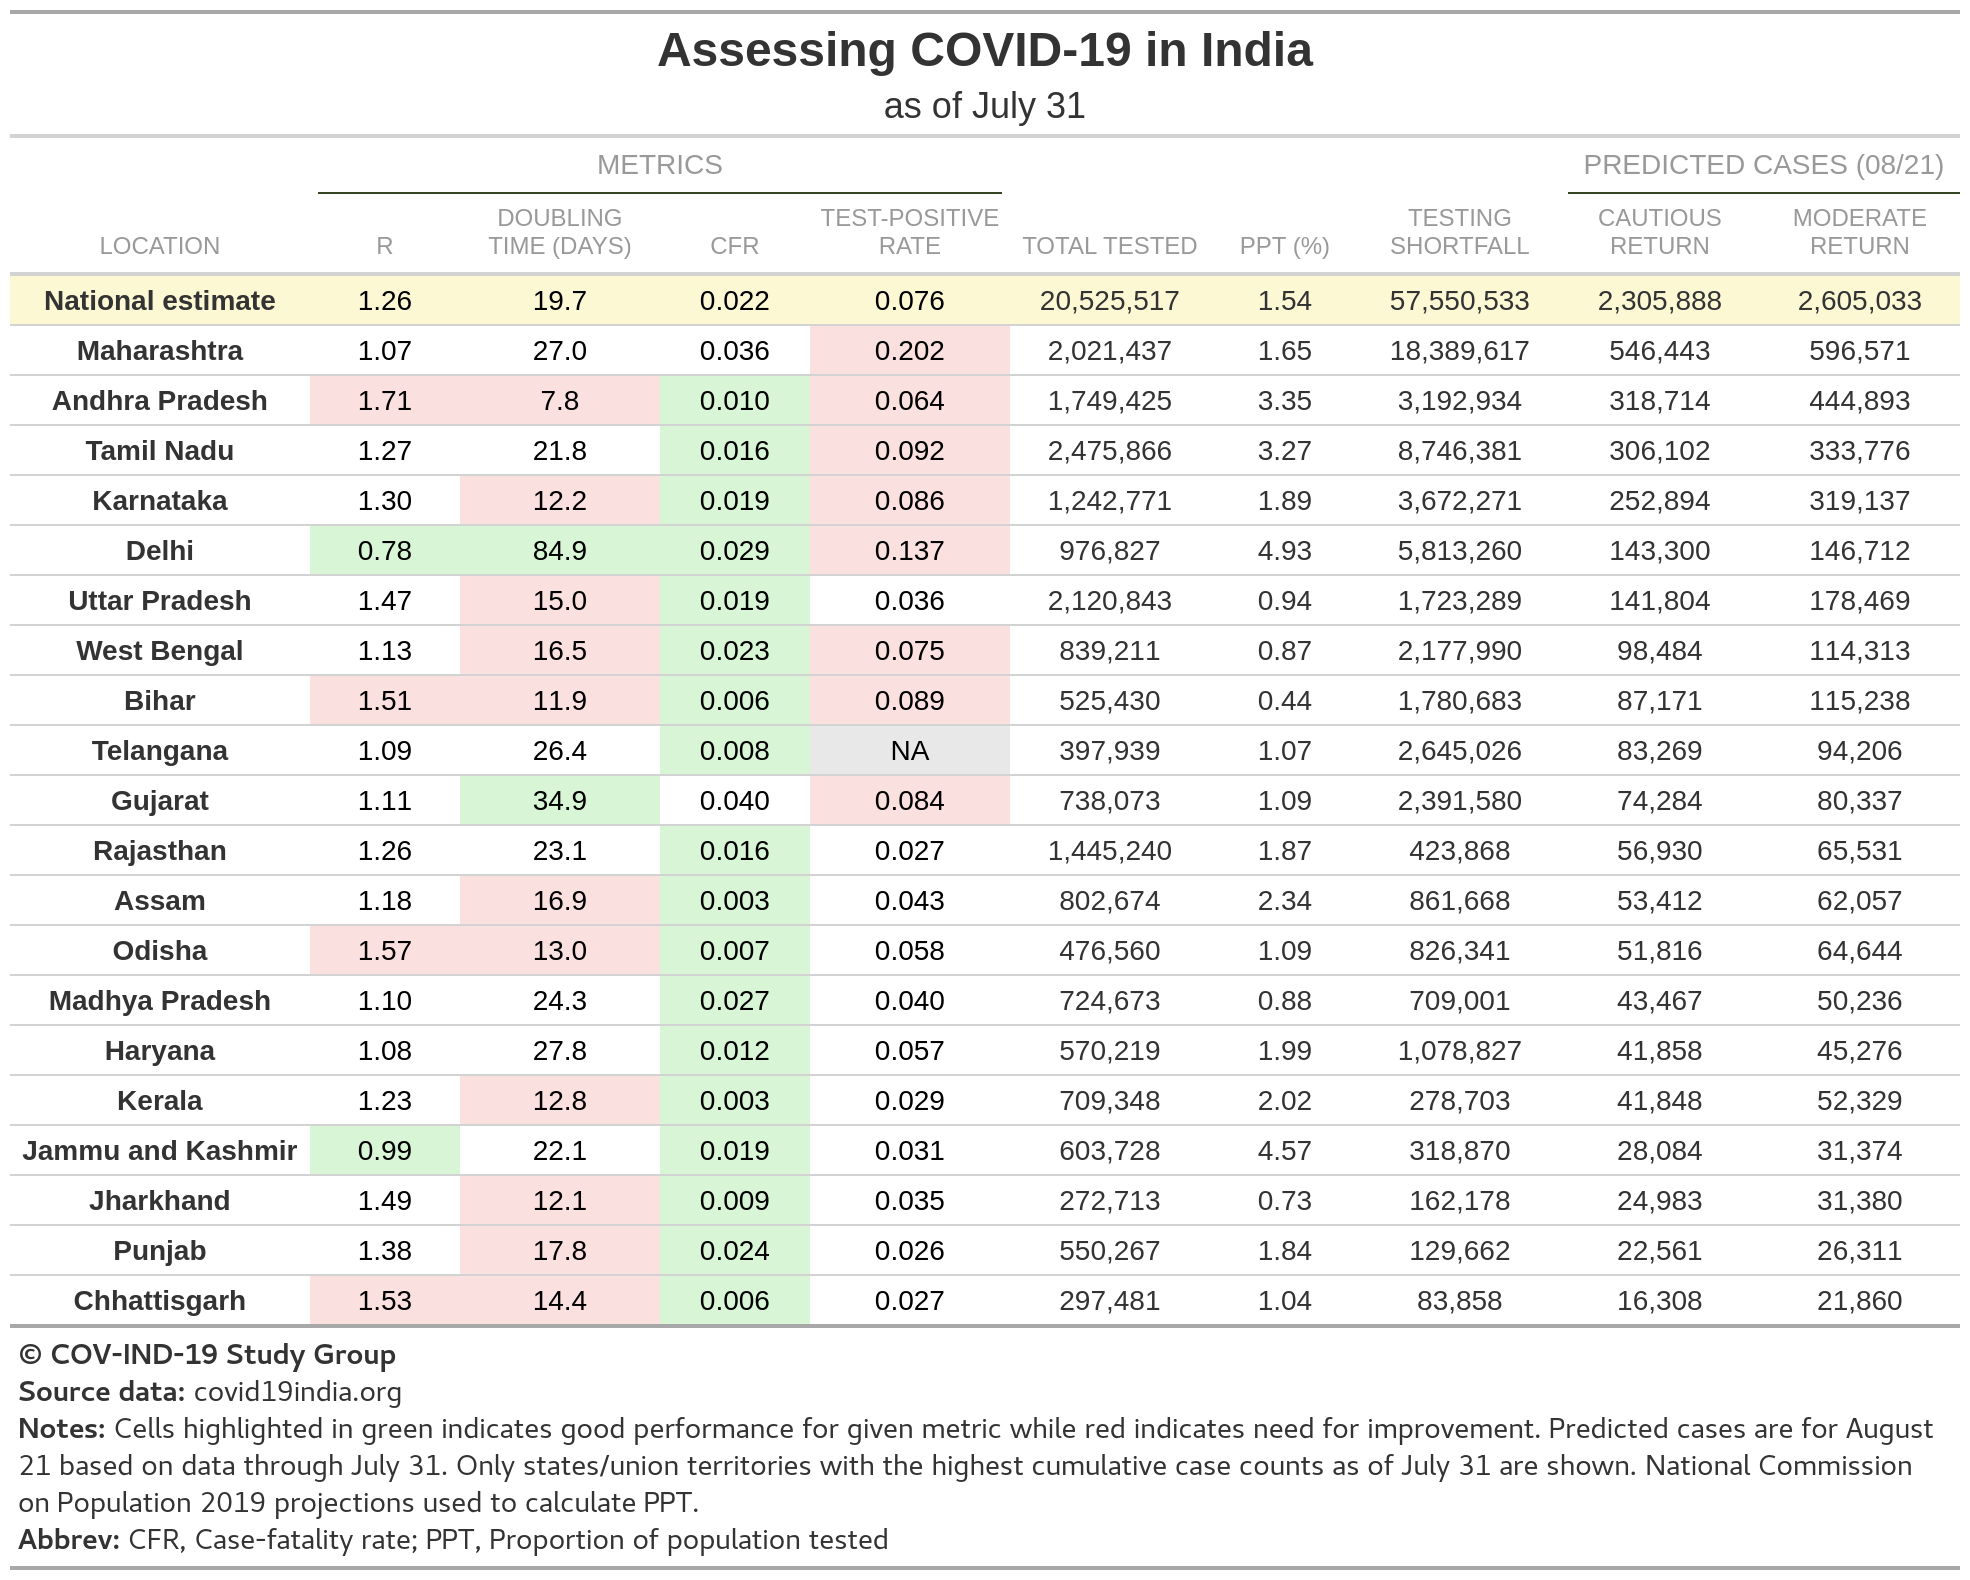 Assessing COVID-19 in India
as of July 31
METRICS PREDICTED CASES (08/21)
LOCATION R DOUBLING TIME (DAYS) CFR TEST-POSITIVE RATE TOTAL TESTED PPT (%) TESTING SHORTFALL CAUTIOUS RETURN MODERATE RETURN
National estimate 1.26 19.7 0.022 0.076 20,525,517 1.54 57,550,533 2,305,888 2,605,033
Maharashtra 1.07 27.0 0.036 0.202 2,021,437 1.65 18,389,617 546,443 596,571
Andhra Pradesh 1.71 7.8 0.010 0.064 1,749,425 3.35 3,192,934 318,714 444,893
Tamil Nadu 1.27 21.8 0.016 0.092 2,475,866 3.27 8,746,381 306,102 333,776
Karnataka 1.30 12.2 0.019 0.086 1,242,771 1.89 3,672,271 252,894 319,137
Delhi 0.78 84.9 0.029 0.137 976,827 4.93 5,813,260 143,300 146,712
Uttar Pradesh 1.47 15.0 0.019 0.036 2,120,843 0.94 1,723,289 141,804 178,469
West Bengal 1.13 16.5 0.023 0.075 839,211 0.87 2,177,990 98,484 114,313
Bihar 1.51 11.9 0.006 0.089 525,430 0.44 1,780,683 87,171 115,238
Telangana 1.09 26.4 0.008 NA 397,939 1.07 2,645,026 83,269 94,206
Gujarat 1.11 34.9 0.040 0.084 738,073 1.09 2,391,580 74,284 80,337
Rajasthan 1.26 23.1 0.016 0.027 1,445,240 1.87 423,868 56,930 65,531
Assam 1.18 16.9 0.003 0.043 802,674 2.34 861,668 53,412 62,057
Odisha 1.57 13.0 0.007 0.058 476,560 1.09 826,341 51,816 64,644
Madhya Pradesh 1.10 24.3 0.027 0.040 724,673 0.88 709,001 43,467 50,236
Haryana 1.08 27.8 0.012 0.057 570,219 1.99 1,078,827 41,858 45,276
Kerala 1.23 12.8 0.003 0.029 709,348 2.02 278,703 41,848 52,329
Jammu and Kashmir 0.99 22.1 0.019 0.031 603,728 4.57 318,870 28,084 31,374
Jharkhand 1.49 12.1 0.009 0.035 272,713 0.73 162,178 24,983 31,380
Punjab 1.38 17.8 0.024 0.026 550,267 1.84 129,662 22,561 26,311
Chhattisgarh 1.53 14.4 0.006 0.027 297,481 1.04 83,858 16,308 21,860
© COV-IND-19 Study Group
Source data: covid19india.org
Notes: Cells highlighted in green indicates good performance for given metric while red indicates need for improvement. Predicted cases are for August
21 based on data through July 31. Only states/union territories with the highest cumulative case counts as of July 31 are shown. National Commission
on Population 2019 projections used to calculate PPT.
Abbrev: CFR, Case-fatality rate; PPT, Proportion of population tested